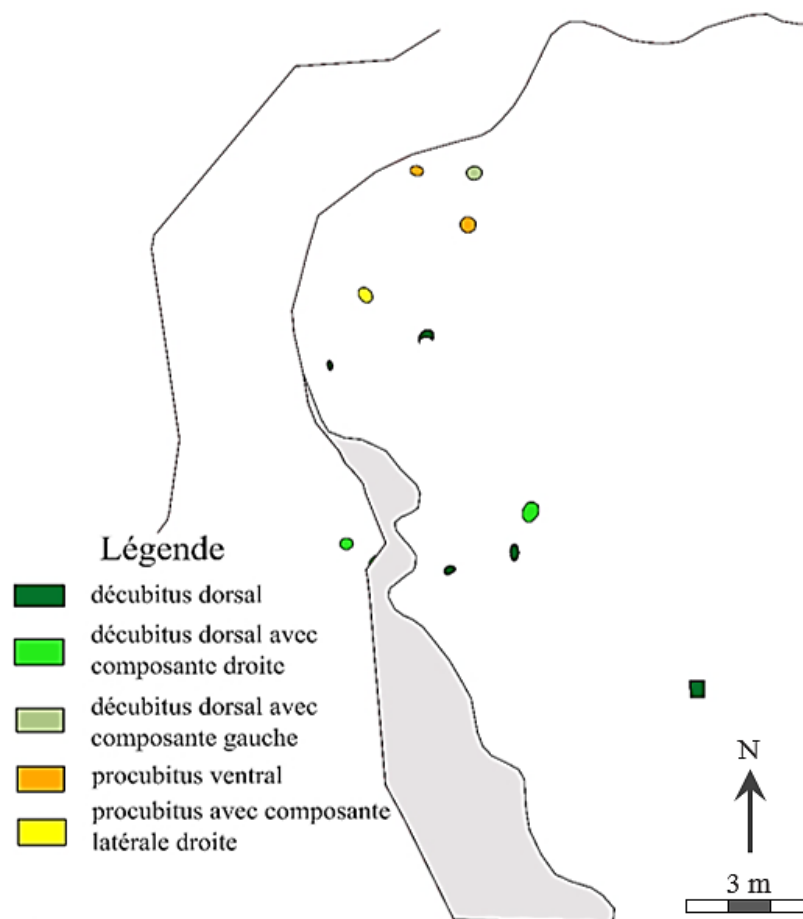 Légende
décubitus dorsal
décubitus dorsal avec
composante droite
décubitus dorsal avec
composante gauche
procubitus ventral
procubitus avec composante
latérale droite
N
3 m